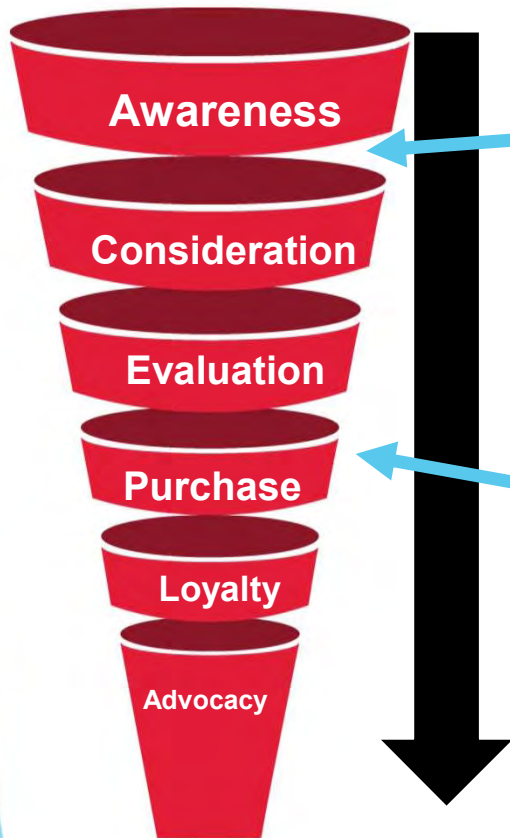 Awareness
Consideration
Evaluation
Purchase
Loyalty
Advocacy